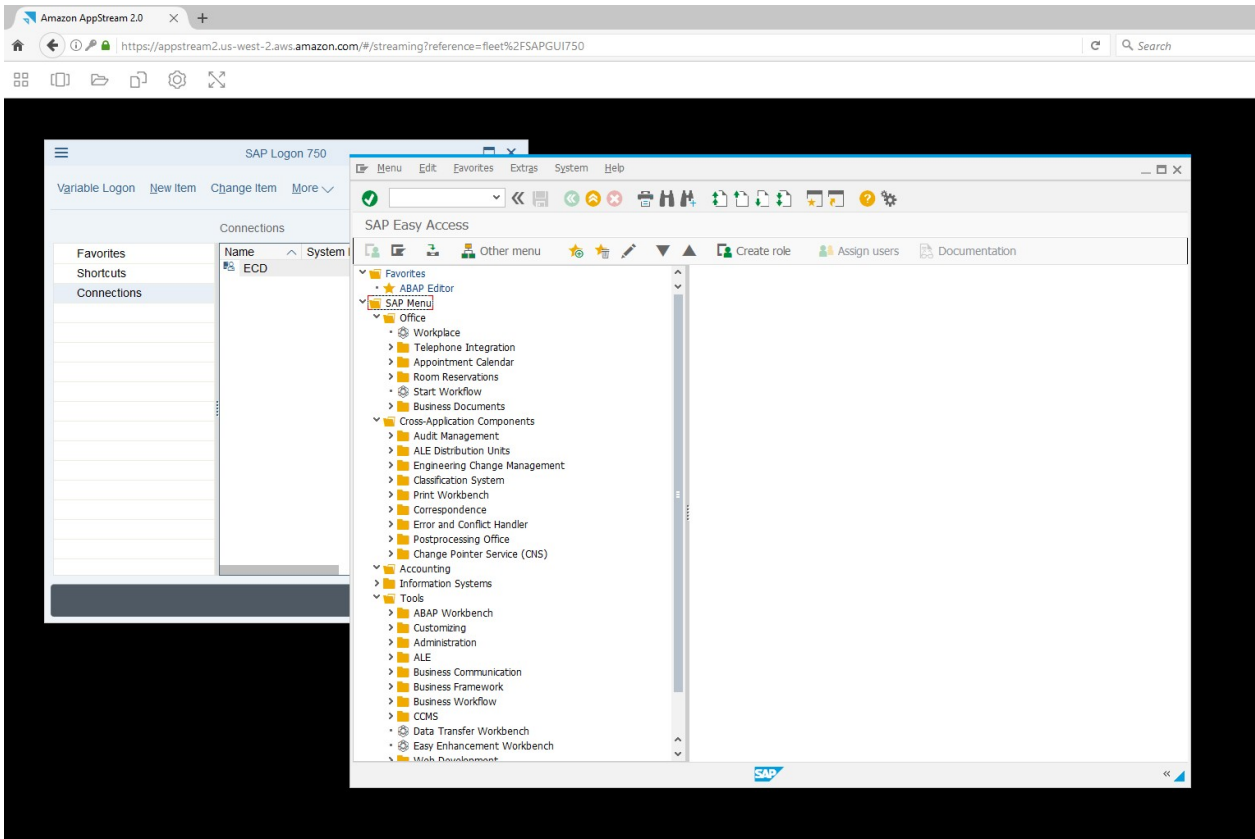 Amazon AppStream 2.0
https://appstream2.us-west-2.aws.amazon.com/#/streaming?reference=fleet%2FSAPGUI750
Search
SAP Logon 750
Variable Logon New Item Change Item More
Connections
Favorites
Shortcuts
Connections
Name System
ECD
Menu Edit Favorites Extras System Help
SAP Easy Access
Other menu Create role Assign users Documentation
Favorites
ABAP Editor
SAP Menu
Office
Workplace
Telephone Integration
Appointment Calendar
Room Reservations
Start Workflow
Business Documents
Cross-Application Components
Audit Management
ALE Distribution Units
Engineering Change Management
Classification System
Print Workbench
Correspondence
Error and Conflict Handler
Postprocessing Office
Change Pointer Service (CNS)
Accounting
Information Systems
Tools
ABAP Workbench
Customizing
Administration
ALE
Business Communication
Business Framework
Business Workflow
CCMS
Data Transfer Workbench
Easy Enhancement Workbench
Web Development
SAP